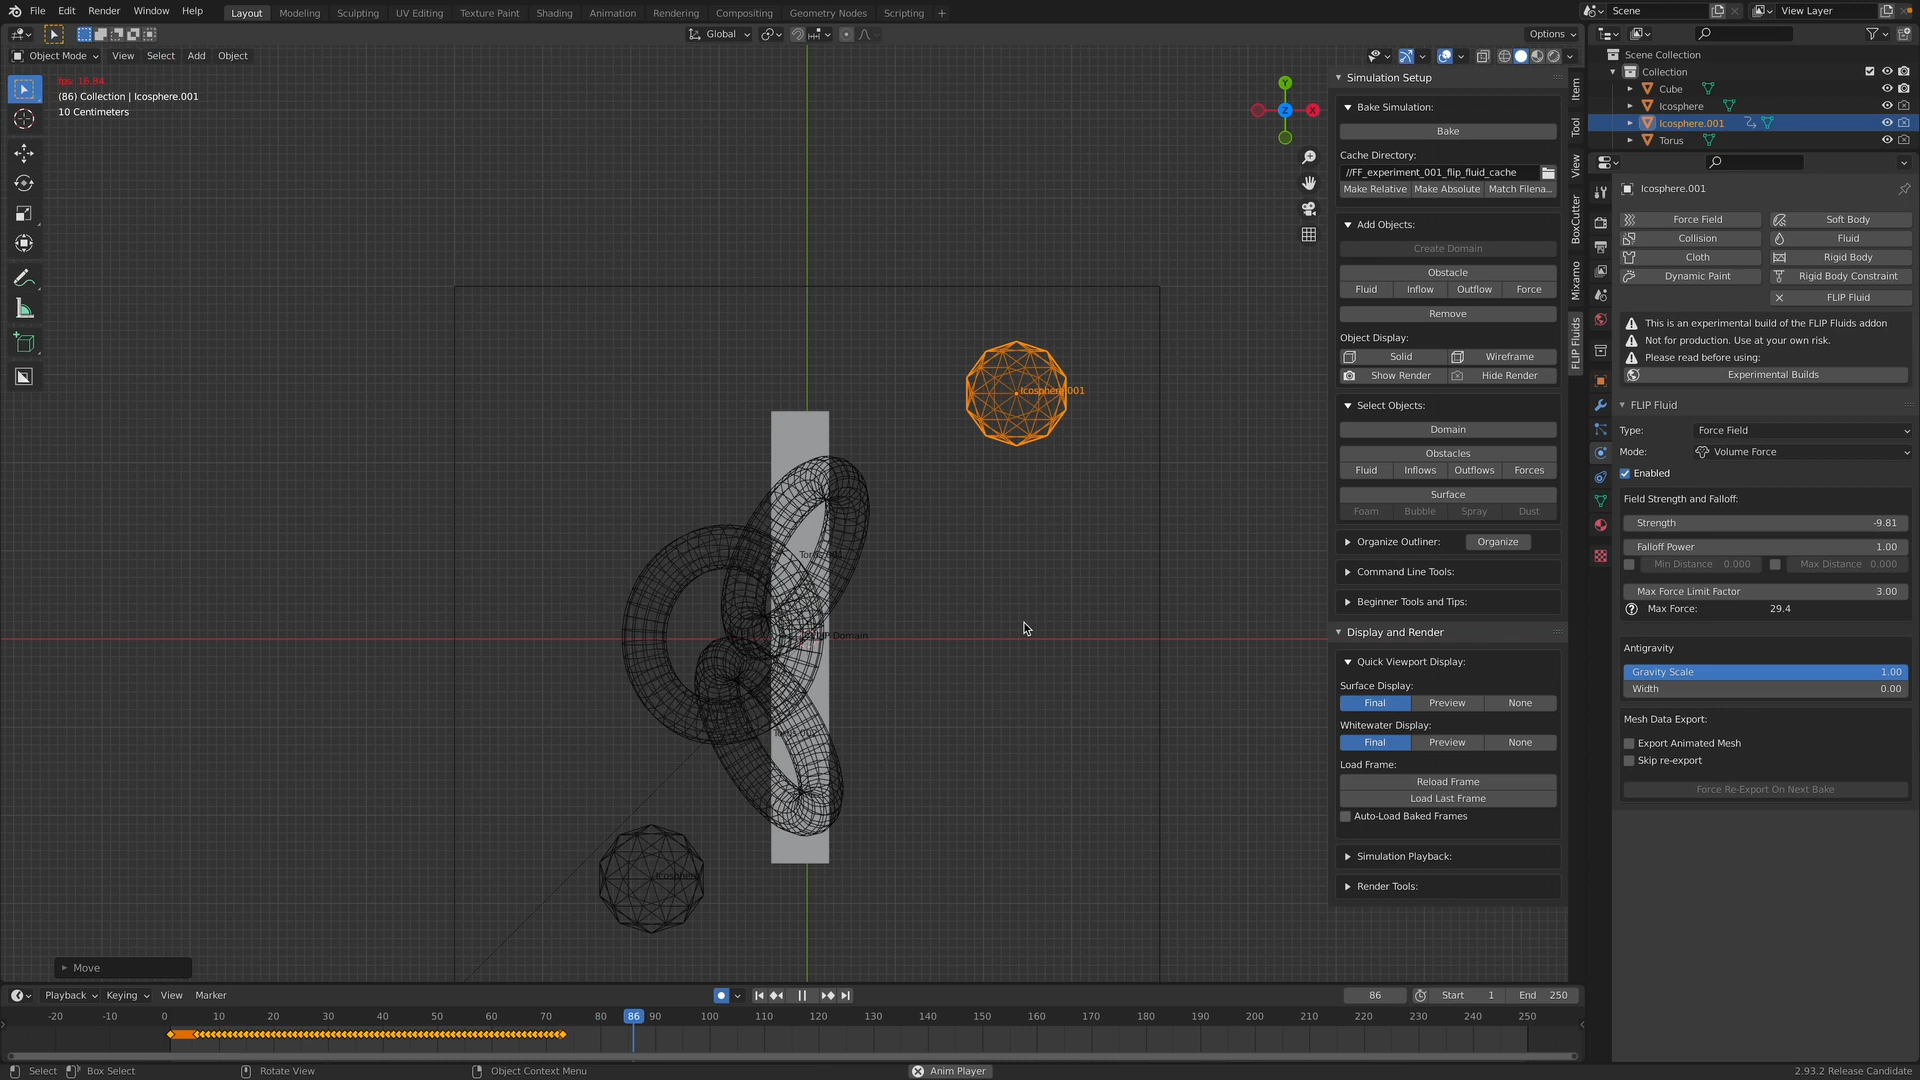 File Edit Render Window Help
Layout Modeling Sculpting UV Editing Texture Paint Shading Animation Rendering Compositing Geometry Nodes Scripting +
Scene View Layer
Global Options
Object Mode View Select Add Object
fps: 16.84
(86) Collection | Icosphere.001
10 Centimeters
Y
Z X
Icosphere.001
FLIP Domain
Icosphere
Move
Simulation Setup
Bake Simulation:
Bake
Cache Directory:
//FF_experiment_001_flip_fluid_cache
Make Relative Make Absolute Match Filena...
Add Objects:
Create Domain
Obstacle
Fluid Inflow Outflow Force
Remove
Object Display:
Solid Wireframe
Show Render Hide Render
Select Objects:
Domain
Obstacles
Fluid Inflows Outflows Forces
Surface
Foam Bubble Spray Dust
Organize Outliner: Organize
Command Line Tools:
Beginner Tools and Tips:
Display and Render
Quick Viewport Display:
Surface Display:
Final Preview None
Whitewater Display:
Final Preview None
Load Frame:
Reload Frame
Load Last Frame
Auto-Load Baked Frames
Simulation Playback:
Render Tools:
Item
Tool
View
BoxCutter
Mixamo
FLIP Fluids
Scene Collection
Collection
Cube
Icosphere
Icosphere.001
Torus
Icosphere.001
Force Field Soft Body
Collision Fluid
Cloth Rigid Body
Dynamic Paint Rigid Body Constraint
FLIP Fluid
This is an experimental build of the FLIP Fluids addon
Not for production. Use at your own risk.
Please read before using:
Experimental Builds
FLIP Fluid
Type: Force Field
Mode: Volume Force
Enabled
Field Strength and Falloff:
Strength -9.81
Falloff Power 1.00
Min Distance 0.000 Max Distance 0.000
Max Force Limit Factor 3.00
Max Force: 29.4
Antigravity
Gravity Scale 1.00
Width 0.00
Mesh Data Export:
Export Animated Mesh
Skip re-export
Force Re-Export On Next Bake
Playback Keying View Marker
86 Start 1 End 250
-20 -10 0 10 20 30 40 50 60 70 80 86 90 100 110 120 130 140 150 160 170 180 190 200 210 220 230 240 250
Select Box Select Rotate View Object Context Menu Anim Player 2.93.2 Release Candidate